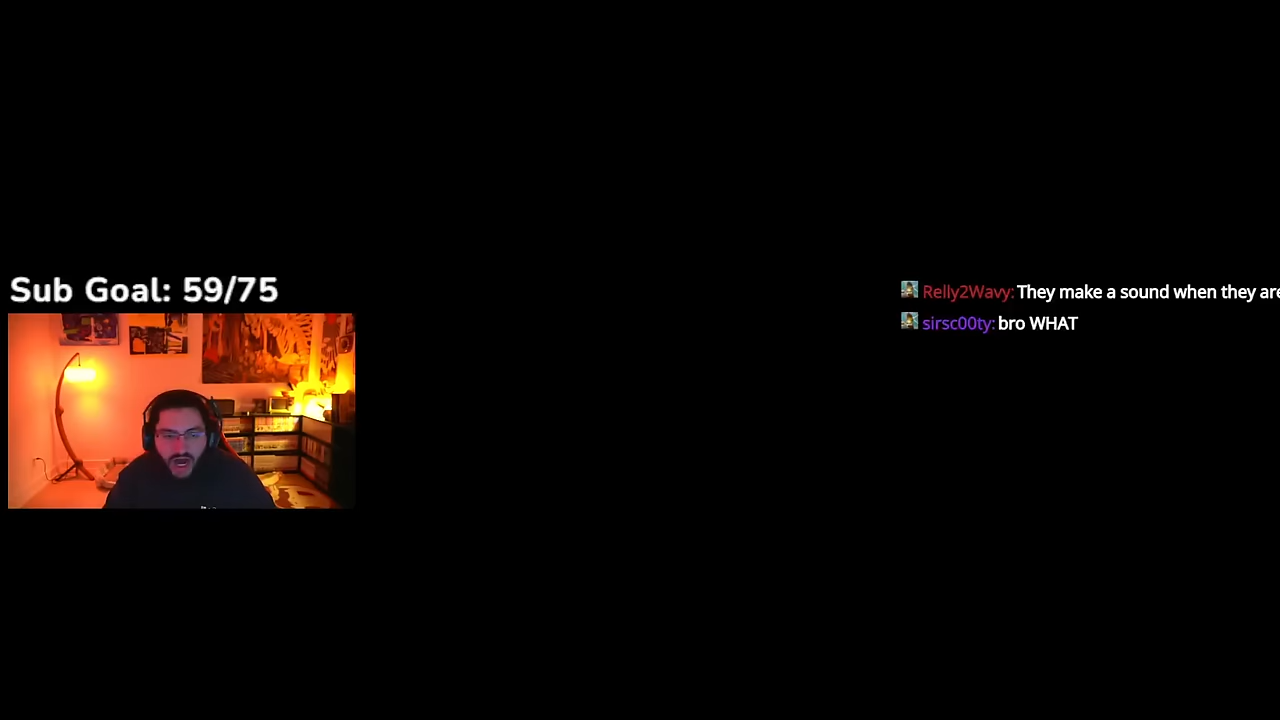 Sub Goal: 59/75
Relly2Wavy: They make a sound when they are
sirsc00ty: bro WHAT